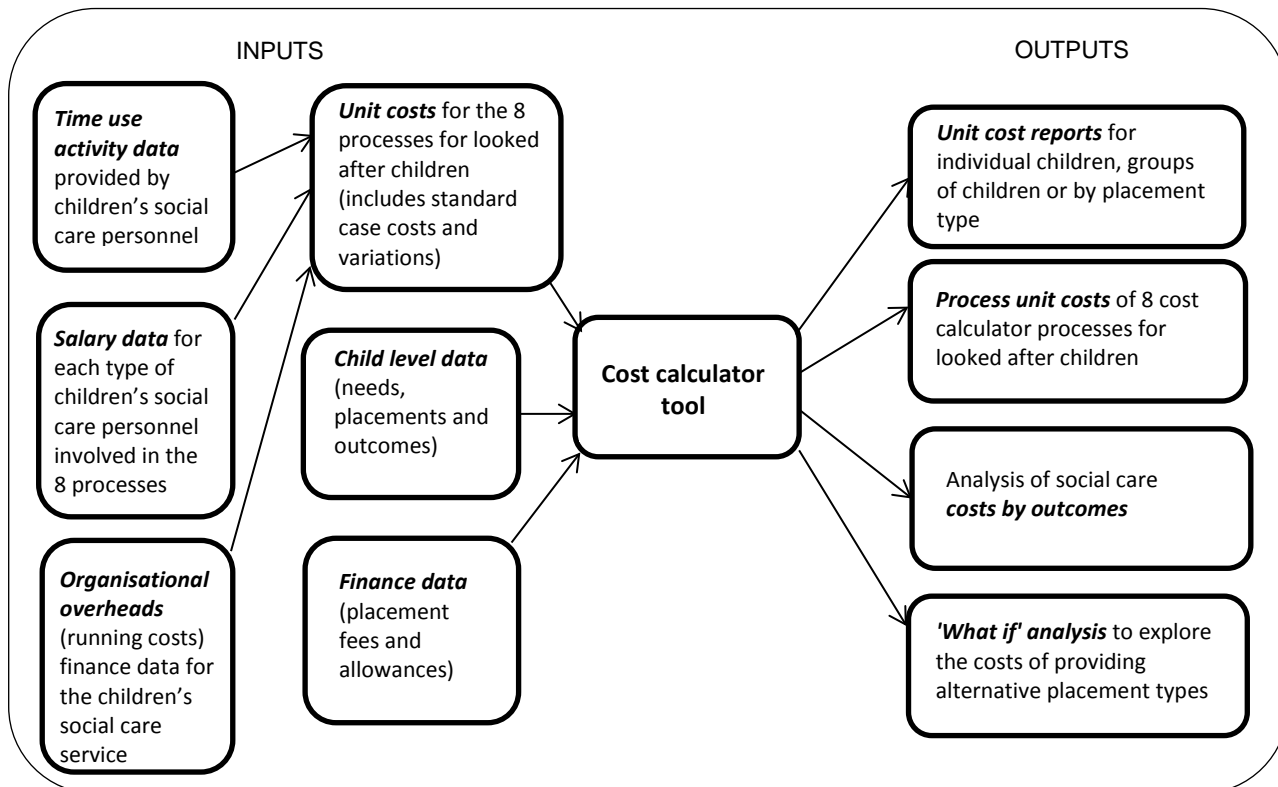 INPUTS
OUTPUTS
Time use
activity data
provided by
children’s social
care personnel
Salary data for
each type of
children’s social
care personnel
involved in the
8 processes
Organisational
overheads
(running costs)
finance data for
the children’s
social care
service
Unit costs for the 8
processes for looked
after children
(includes standard
case costs and
variations)
Child level data
(needs,
placements and
outcomes)
Finance data
(placement
fees and
allowances)
Cost calculator
tool
Unit cost reports for
individual children, groups
of children or by placement
type
Process unit costs of 8 cost
calculator processes for
looked after children
Analysis of social care
costs by outcomes
'What if' analysis to explore
the costs of providing
alternative placement types